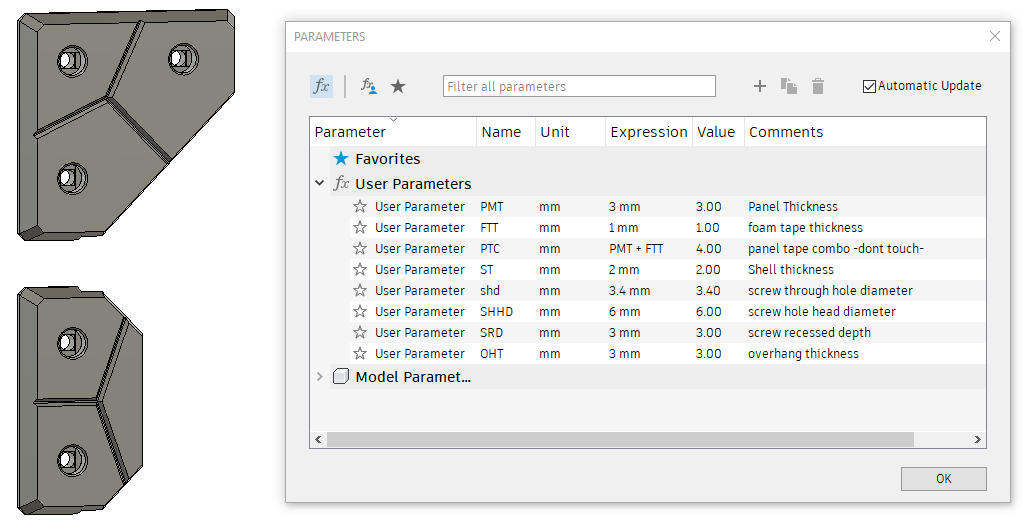 PARAMETERS
fx
Filter all parameters
Automatic Update
Parameter Name Unit Expression Value Comments
Favorites
fx User Parameters
User Parameter PMT mm 3 mm 3.00 Panel Thickness
User Parameter FTT mm 1 mm 1.00 foam tape thickness
User Parameter PTC mm PMT + FTT 4.00 panel tape combo -dont touch-
User Parameter ST mm 2 mm 2.00 Shell thickness
User Parameter shd mm 3.4 mm 3.40 screw through hole diameter
User Parameter SHHD mm 6 mm 6.00 screw hole head diameter
User Parameter SRD mm 3 mm 3.00 screw recessed depth
User Parameter OHT mm 3 mm 3.00 overhang thickness
Model Paramet...
OK